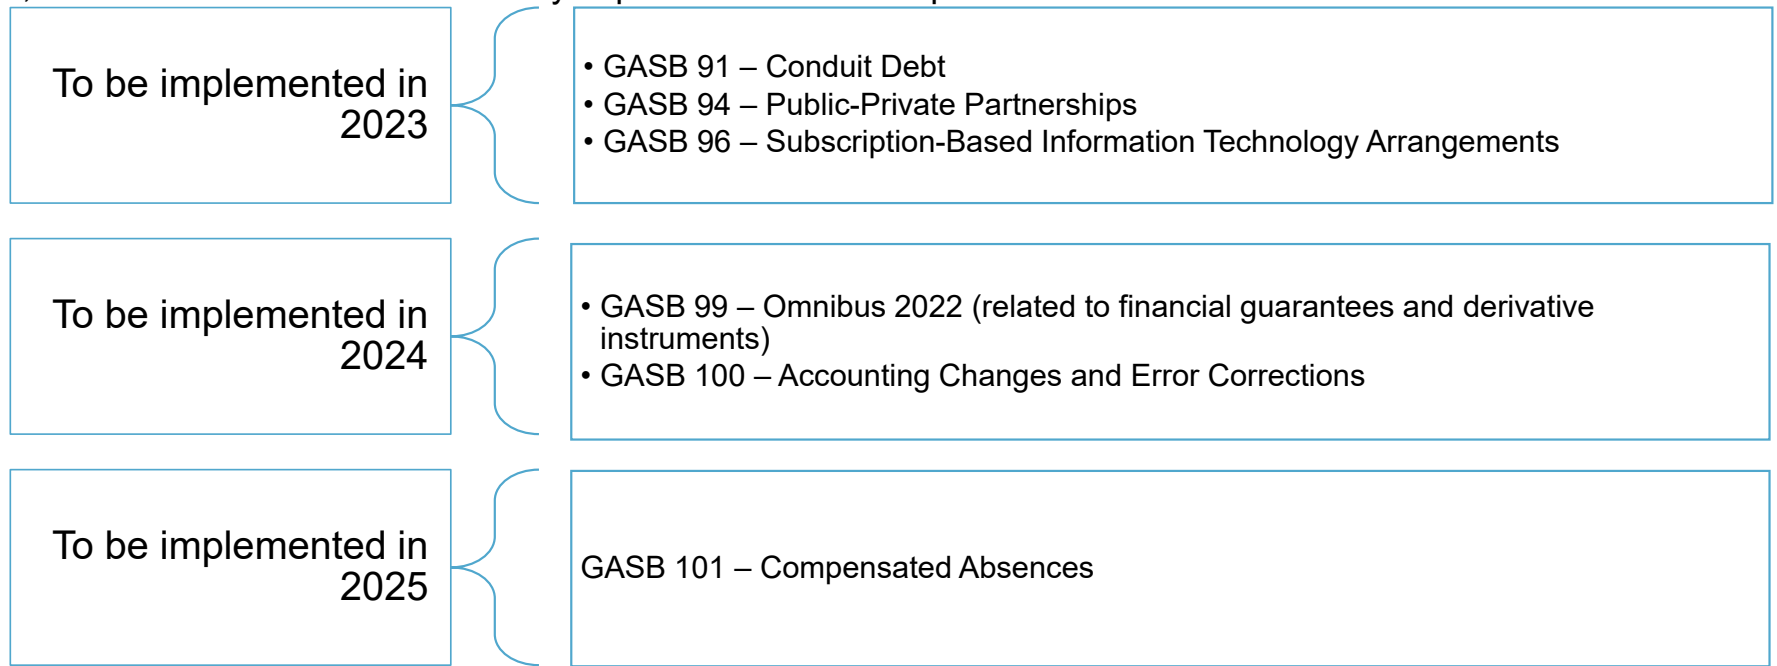 To be implemented in
2023
• GASB 91 – Conduit Debt
• GASB 94 – Public-Private Partnerships
• GASB 96 – Subscription-Based Information Technology Arrangements
To be implemented in
2024
• GASB 99 – Omnibus 2022 (related to financial guarantees and derivative
instruments)
• GASB 100 – Accounting Changes and Error Corrections
To be implemented in
2025
GASB 101 – Compensated Absences